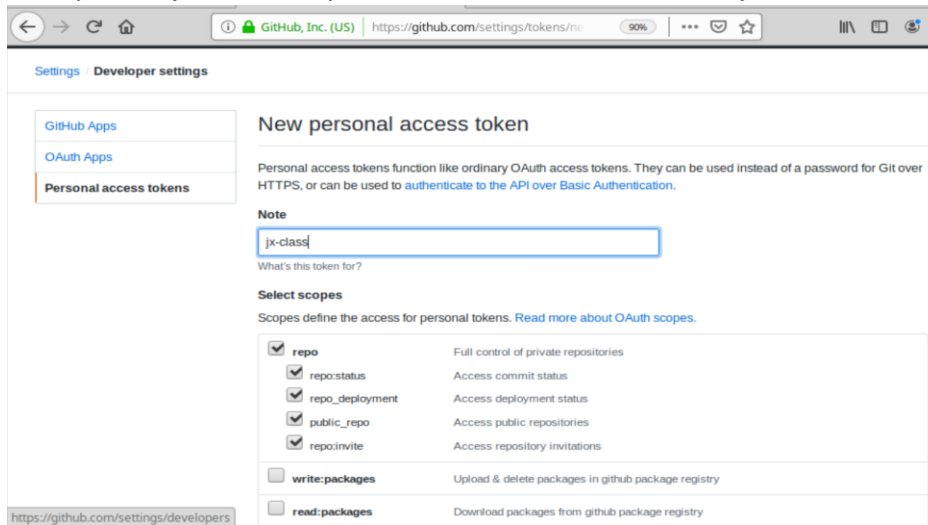 GitHub, Inc. (US) https://github.com/settings/tokens/ne 90%
Settings / Developer settings
GitHub Apps
OAuth Apps
Personal access tokens
New personal access token
Personal access tokens function like ordinary OAuth access tokens. They can be used instead of a password for Git over
HTTPS, or can be used to authenticate to the API over Basic Authentication.
Note
jx-class
What's this token for?
Select scopes
Scopes define the access for personal tokens. Read more about OAuth scopes.
repo Full control of private repositories
repo:status Access commit status
repo_deployment Access deployment status
public_repo Access public repositories
repo:invite Access repository invitations
write:packages Upload & delete packages in github package registry
read:packages Download packages from github package registry
https://github.com/settings/developers